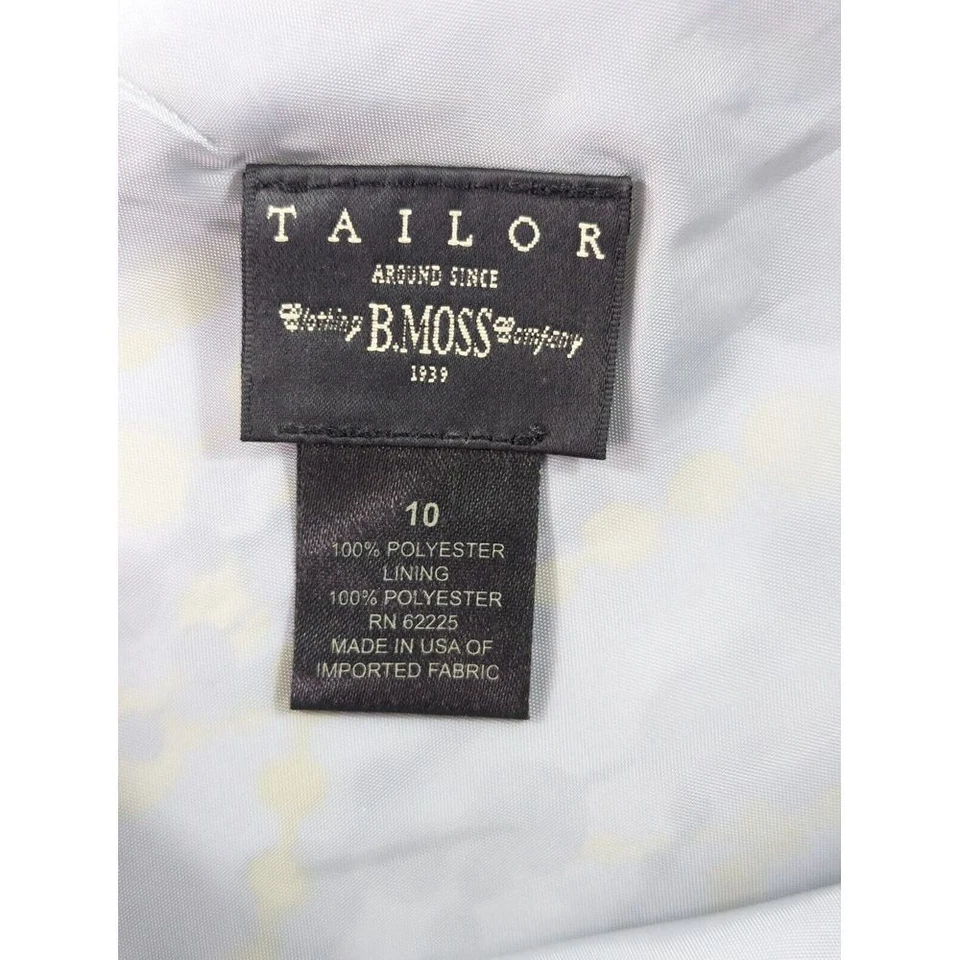 TAILOR
AROUND SINCE
Clothing B.MOSS Company
1939
10
100% POLYESTER
LINING
100% POLYESTER
RN 62225
MADE IN USA OF
IMPORTED FABRIC